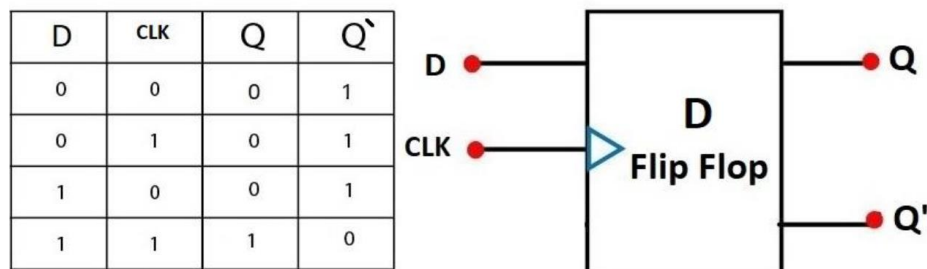 D CLK Q Q`
0 0 0 1
0 1 0 1
1 0 0 1
1 1 1 0
D
CLK
D
Flip Flop
Q
Q'